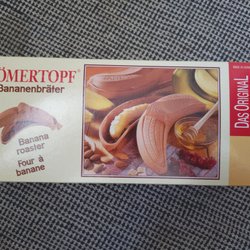 ÖMERTOPF®
Bananenbräter
Banana
roaster
Four à
banane
DAS ORIGINAL